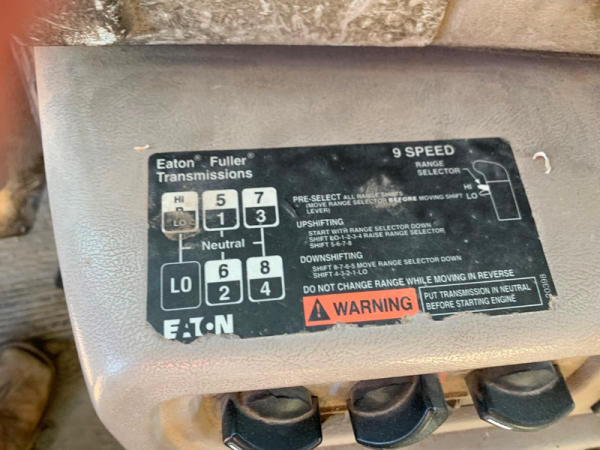 Eaton® Fuller®
Transmissions
9 SPEED
RANGE
SELECTOR
HI
LO
HI
R
LO
5
1
7
3
Neutral
LO
6
2
8
4
PRE-SELECT ALL RANGE SHIFTS
(MOVE RANGE SELECTOR BEFORE MOVING SHIFT
LEVER)
UPSHIFTING
START WITH RANGE SELECTOR DOWN
SHIFT LO-1-2-3-4 RAISE RANGE SELECTOR
SHIFT 5-6-7-8
DOWNSHIFTING
SHIFT 8-7-6-5 MOVE RANGE SELECTOR DOWN
SHIFT 4-3-2-1-LO
DO NOT CHANGE RANGE WHILE MOVING IN REVERSE
WARNING
PUT TRANSMISSION IN NEUTRAL
BEFORE STARTING ENGINE
EATON